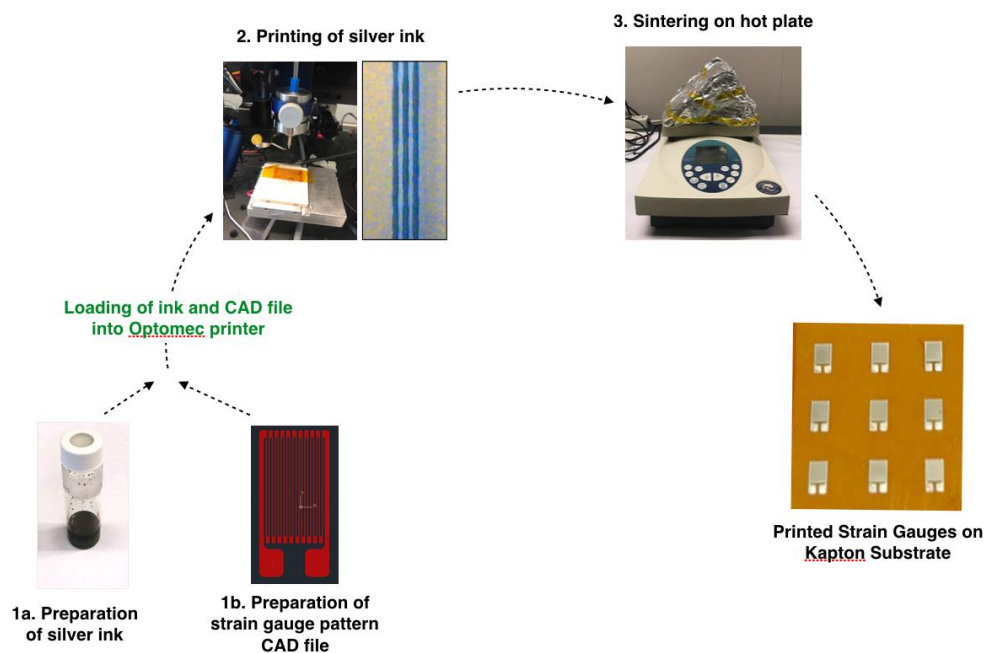 2. Printing of silver ink
3. Sintering on hot plate
Loading of ink and CAD file
into Optomec printer
1a. Preparation
of silver ink
1b. Preparation of
strain gauge pattern
CAD file
Printed Strain Gauges on
Kapton Substrate